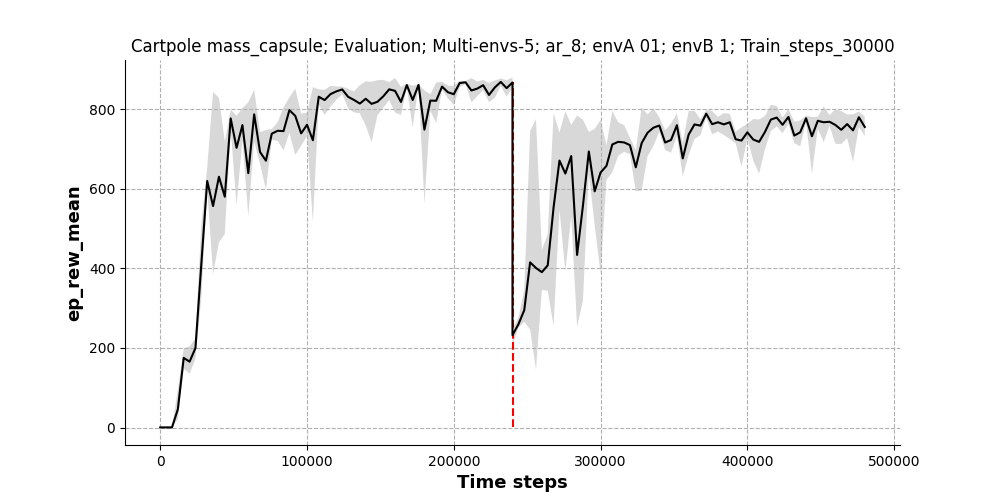 Cartpole mass_capsule; Evaluation; Multi-envs-5; ar_8; envA 01; envB 1; Train_steps_30000
ep_rew_mean
800
600
400
200
0
0 100000 200000 300000 400000 500000
Time steps